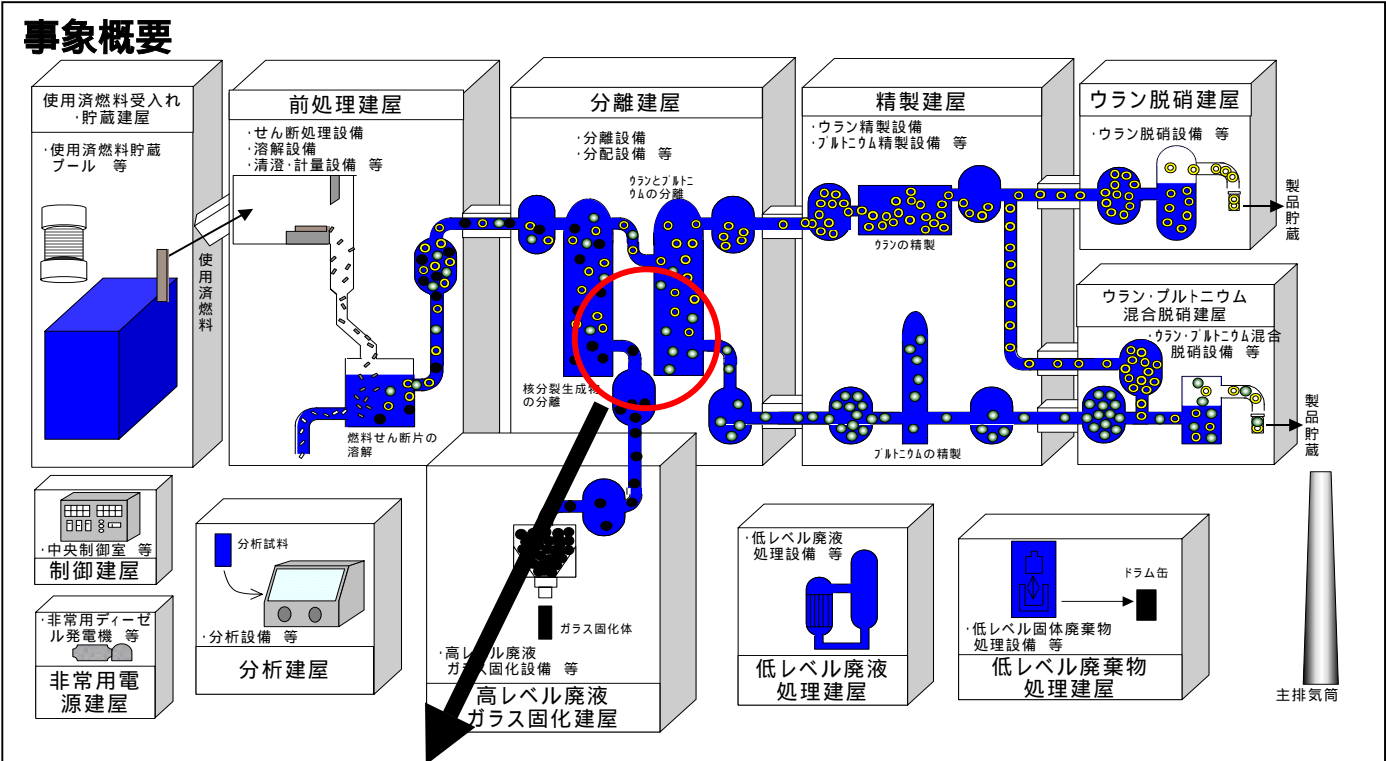 事象概要
使用済燃料受入れ
・貯蔵建屋
・使用済燃料貯蔵
プール 等
使用済燃料
前処理建屋
・せん断処理設備
・溶解設備
・清澄・計量設備 等
燃料せん断片の
溶解
分離建屋
・分離設備
・分配設備 等
ウランとプルトニ
ウムの分離
核分裂生成物
の分離
精製建屋
・ウラン精製設備
・プルトニウム精製設備 等
ウランの精製
プルトニウムの精製
ウラン脱硝建屋
・ウラン脱硝設備 等
製品貯蔵
ウラン・プルトニウム
混合脱硝建屋
・ウラン・プルトニウム混合
脱硝設備 等
製品貯蔵
・中央制御室 等
制御建屋
・非常用ディーゼ
ル発電機 等
非常用電
源建屋
分析試料
・分析設備 等
分析建屋
ガラス固化体
・高レベル廃液
ガラス固化設備 等
高レベル廃液
ガラス固化建屋
・低レベル廃液
処理設備 等
低レベル廃液
処理建屋
ドラム缶
・低レベル固体廃棄物
処理設備 等
低レベル廃棄物
処理建屋
主排気筒